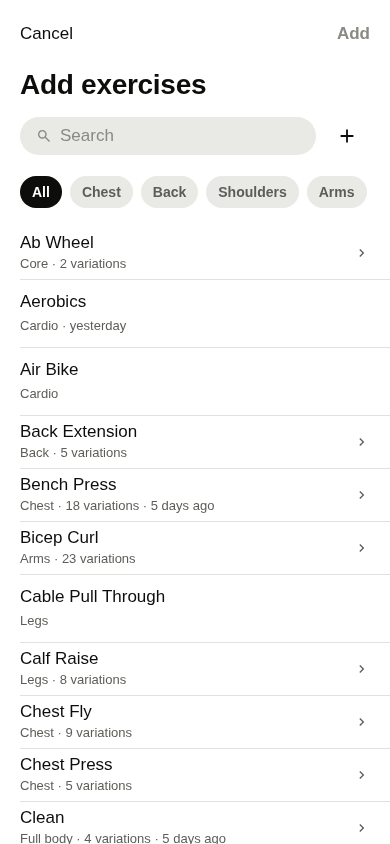 Cancel
Add
Add exercises
Search
All
Chest
Back
Shoulders
Arms
Ab Wheel
Core · 2 variations
Aerobics
Cardio · yesterday
Air Bike
Cardio
Back Extension
Back · 5 variations
Bench Press
Chest · 18 variations · 5 days ago
Bicep Curl
Arms · 23 variations
Cable Pull Through
Legs
Calf Raise
Legs · 8 variations
Chest Fly
Chest · 9 variations
Chest Press
Chest · 5 variations
Clean
Full body · 4 variations · 5 days ago